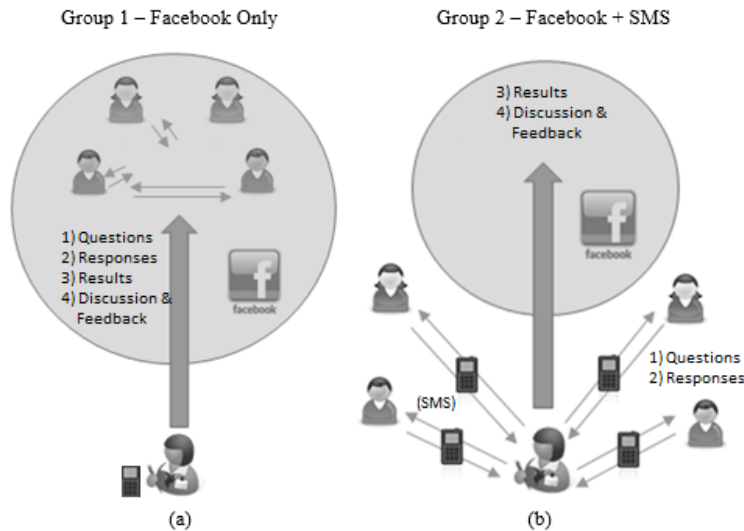 Group 1 – Facebook Only
Group 2 – Facebook + SMS
1) Questions
2) Responses
3) Results
4) Discussion &
Feedback
f
facebook
3) Results
4) Discussion &
Feedback
f
facebook
(SMS)
1) Questions
2) Responses
(a)
(b)